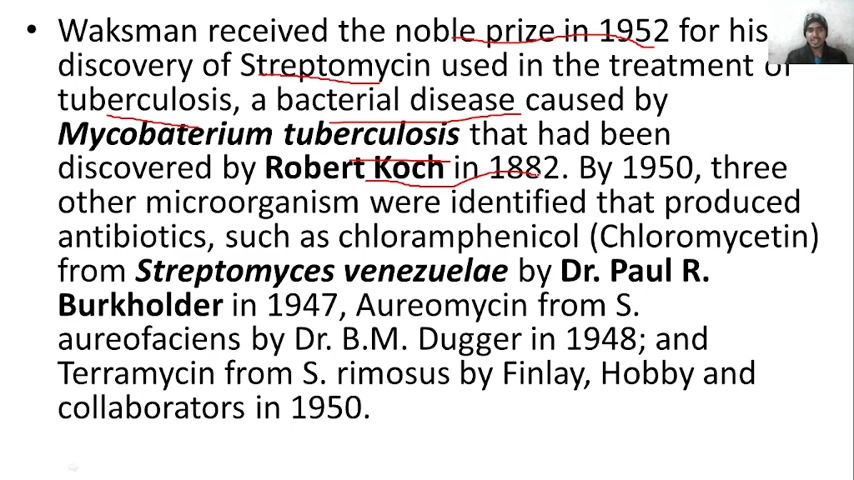 • Waksman received the noble prize in 1952 for his
discovery of Streptomycin used in the treatment of
tuberculosis, a bacterial disease caused by
Mycobaterium tuberculosis that had been
discovered by Robert Koch in 1882. By 1950, three
other microorganism were identified that produced
antibiotics, such as chloramphenicol (Chloromycetin)
from Streptomyces venezuelae by Dr. Paul R.
Burkholder in 1947, Aureomycin from S.
aureofaciens by Dr. B.M. Dugger in 1948; and
Terramycin from S. rimosus by Finlay, Hobby and
collaborators in 1950.